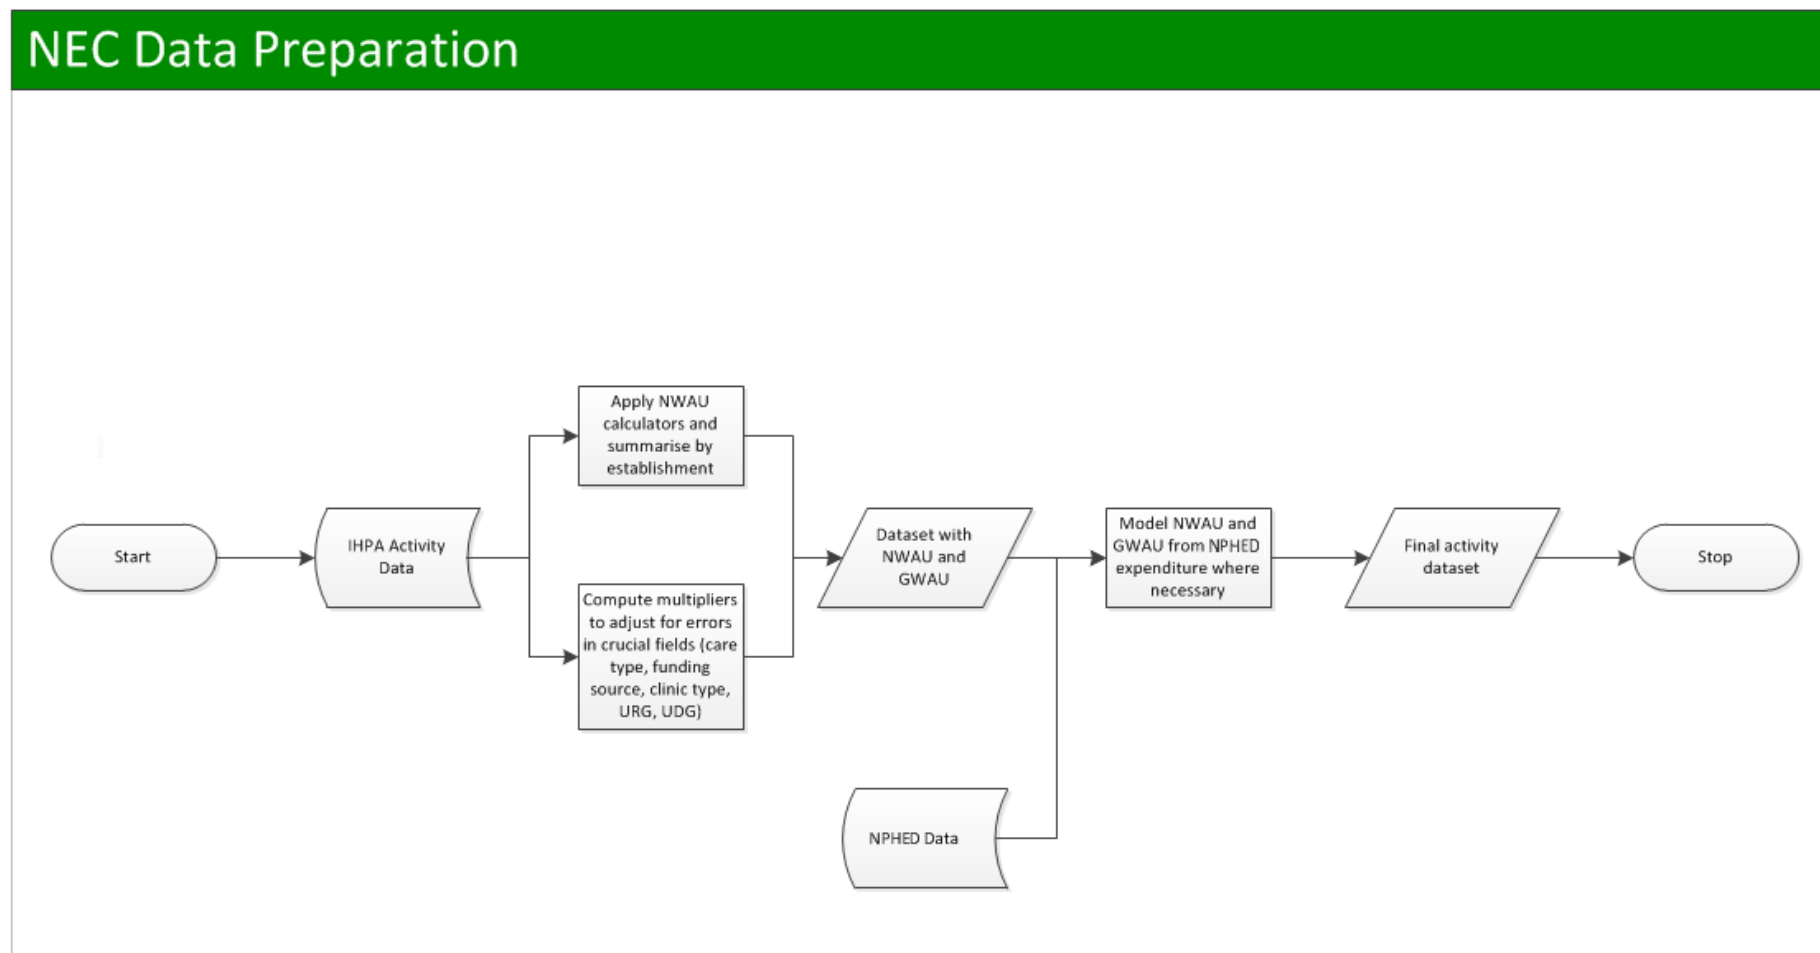 NEC Data Preparation
Start
IHPA Activity
Data
Apply NWAU
calculators and
summarise by
establishment
Compute multipliers
to adjust for errors
in crucial fields (care
type, funding
source, clinic type,
URG, UDG)
Dataset with
NWAU and
GWAU
NPHED Data
Model NWAU and
GWAU from NPHED
expenditure where
necessary
Final activity
dataset
Stop